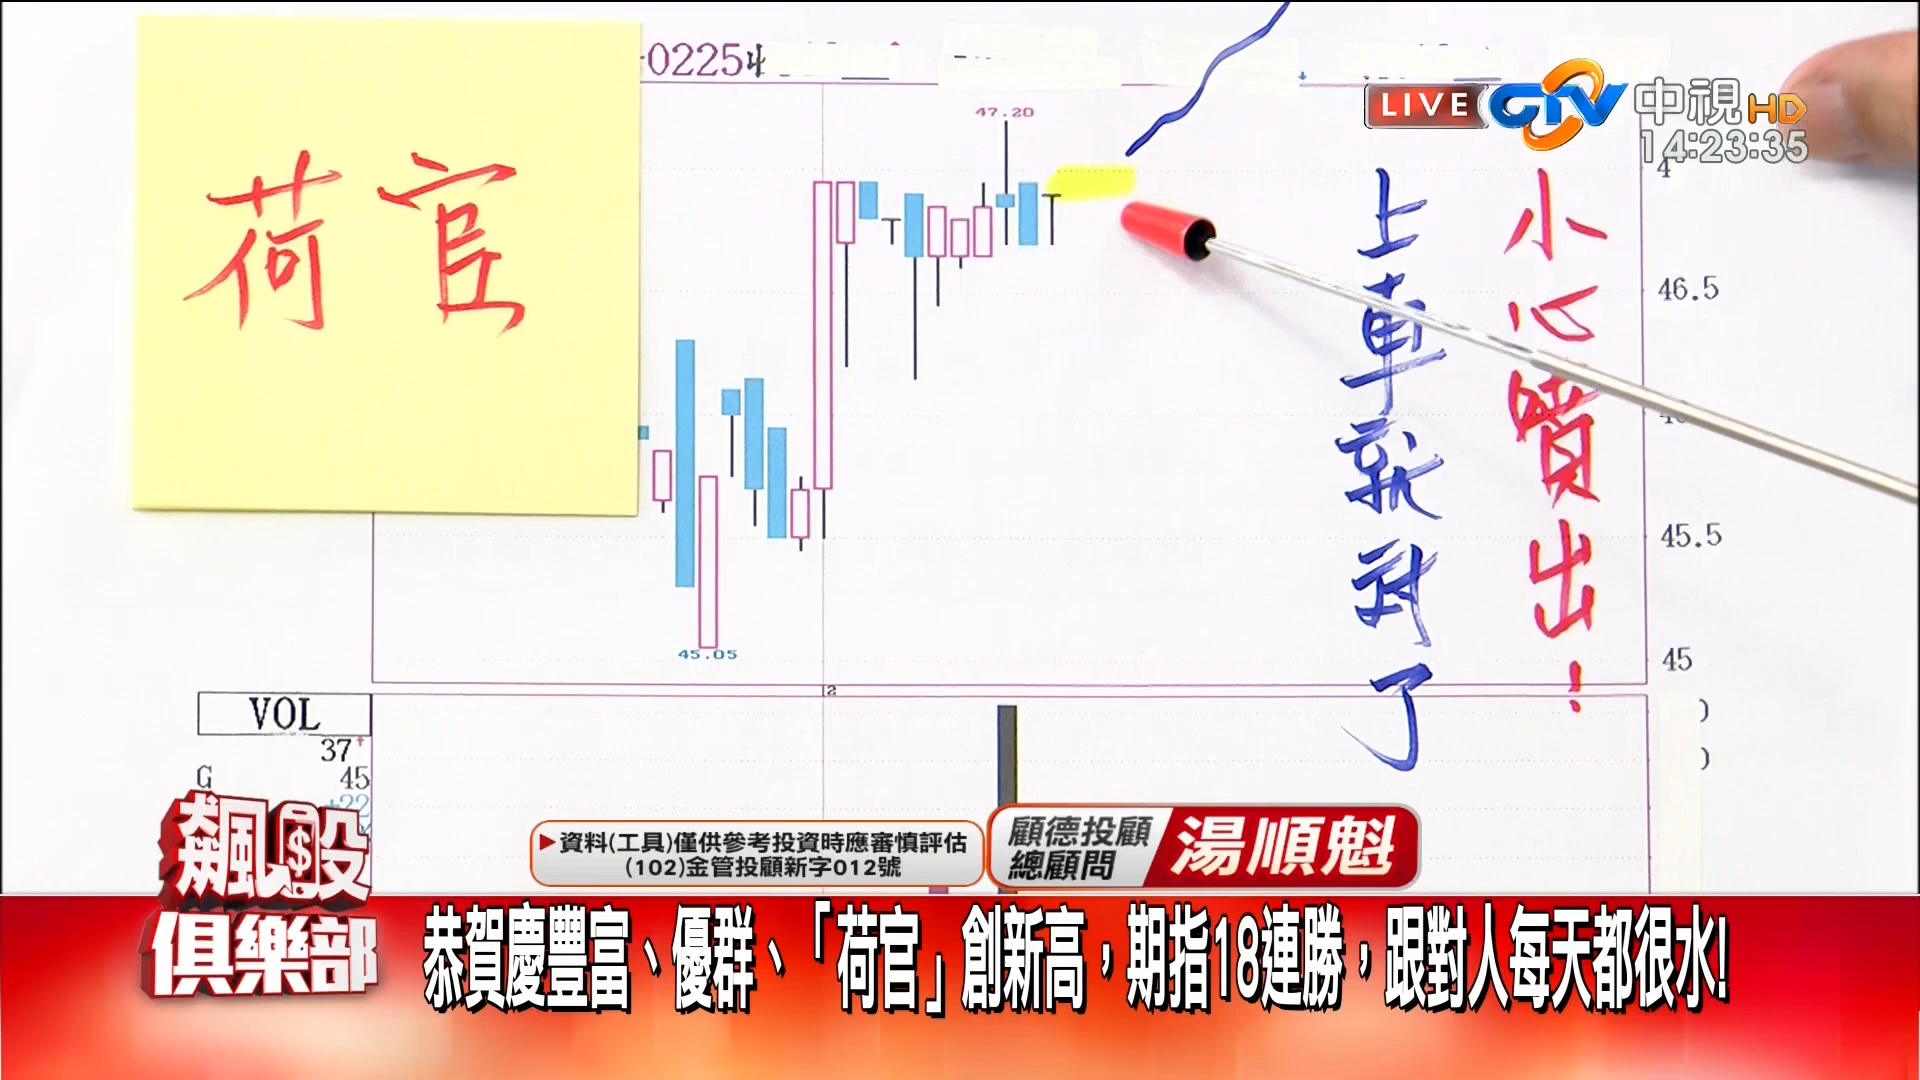 -0225
荷官
47.20
LIVE CTV 中視 HD
14:23:35
小心噴出！
上車就對了
46.5
45.5
45
45.05
2
VOL
37↑
G 45
+22
飆股
俱樂部
▶資料(工具)僅供參考投資時應審慎評估
(102)金管投顧新字012號
顧德投顧
總顧問
湯順魁
恭賀慶豐富、優群、「荷官」創新高，期指18連勝，跟對人每天都很水!